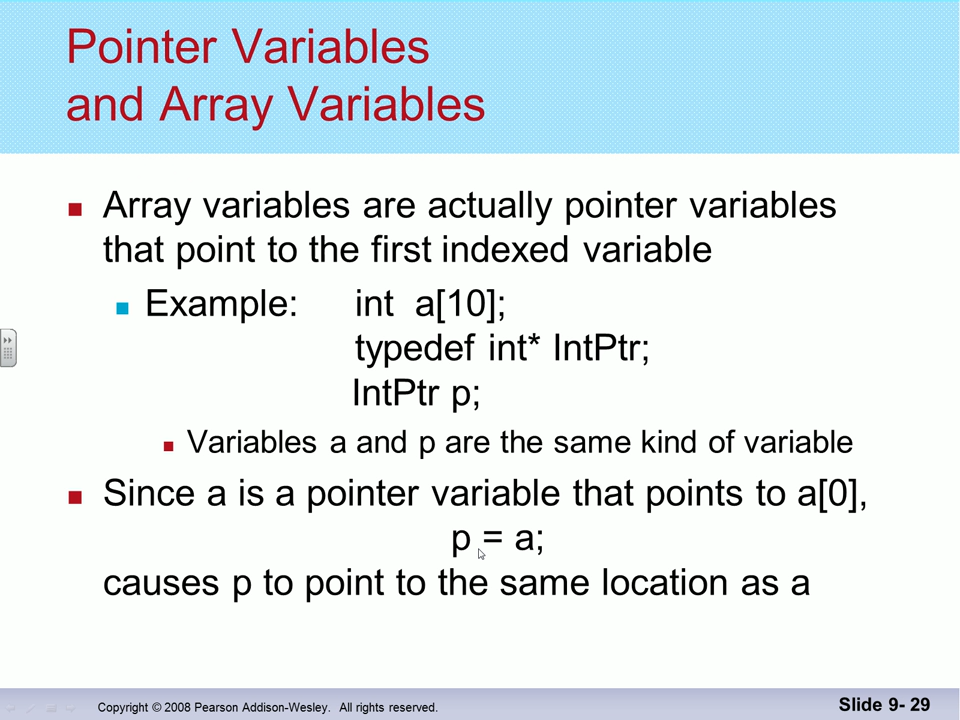 Pointer Variables
and Array Variables
Array variables are actually pointer variables
that point to the first indexed variable
Example: int a[10];
typedef int* IntPtr;
IntPtr p;
Variables a and p are the same kind of variable
Since a is a pointer variable that points to a[0],
p = a;
causes p to point to the same location as a
Copyright © 2008 Pearson Addison-Wesley. All rights reserved.
Slide 9- 29